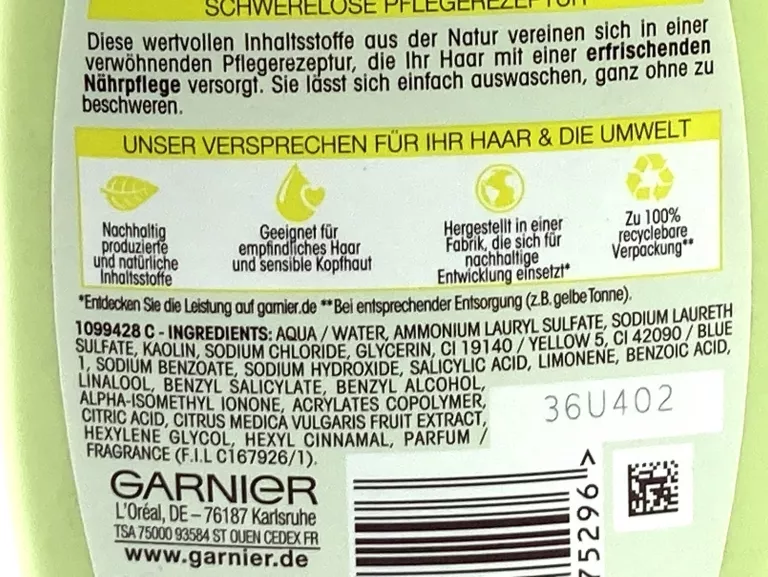 SCHWERELOSE PFLEGEREZEPTUR
Diese wertvollen Inhaltsstoffe aus der Natur vereinen sich in einer
verwöhnenden Pflegerezeptur, die Ihr Haar mit einer erfrischenden
Nährpflege versorgt. Sie lässt sich einfach auswaschen, ganz ohne zu
beschweren.
UNSER VERSPRECHEN FÜR IHR HAAR & DIE UMWELT
Nachhaltig
produzierte
und natürliche
Inhaltsstoffe
Geeignet für
empfindliches Haar
und sensible Kopfhaut
Hergestellt in einer
Fabrik, die sich für
nachhaltige
Entwicklung einsetzt*
Zu 100%
recyclebare
Verpackung**
*Entdecken Sie die Leistung auf garnier.de **Bei entsprechender Entsorgung (z.B. gelbe Tonne).
1099428 C - INGREDIENTS: AQUA / WATER, AMMONIUM LAURYL SULFATE, SODIUM LAURETH
SULFATE, KAOLIN, SODIUM CHLORIDE, GLYCERIN, CI 19140 / YELLOW 5, CI 42090 / BLUE
1, SODIUM BENZOATE, SODIUM HYDROXIDE, SALICYLIC ACID, LIMONENE, BENZOIC ACID,
LINALOOL, BENZYL SALICYLATE, BENZYL ALCOHOL,
ALPHA-ISOMETHYL IONONE, ACRYLATES COPOLYMER,
CITRIC ACID, CITRUS MEDICA VULGARIS FRUIT EXTRACT,
HEXYLENE GLYCOL, HEXYL CINNAMAL, PARFUM /
FRAGRANCE (F.I.L C167926/1).
36U402
GARNIER
L'Oréal, DE – 76187 Karlsruhe
TSA 75000 93584 ST OUEN CEDEX FR
www.garnier.de
75296 >